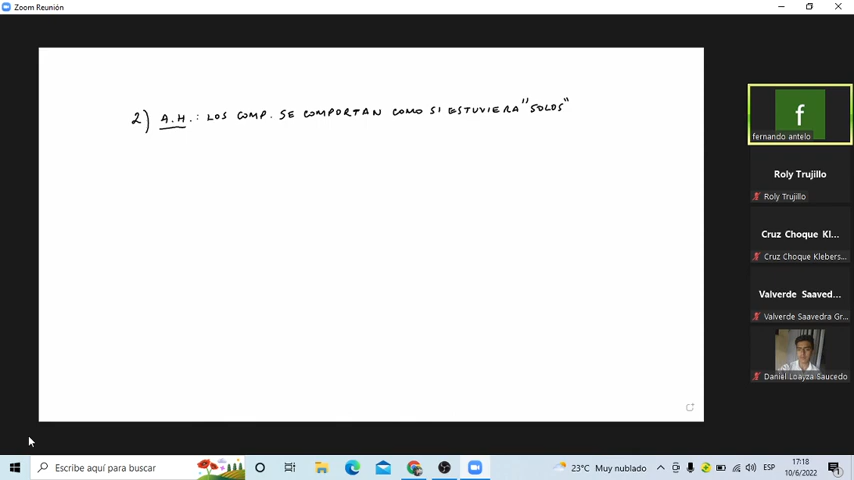 Zoom Reunión
2) A.H.: LOS COMP. SE COMPORTAN COMO SI ESTUVIERA "SOLOS"
f
fernando antelo
Roly Trujillo
Roly Trujillo
Cruz Choque Kl...
Cruz Choque Klebers...
Valverde Saaved...
Valverde Saavedra Gr...
Daniel Loayza Saucedo
Escribe aquí para buscar
23°C Muy nublado
ESP
17:18
10/6/2022
1